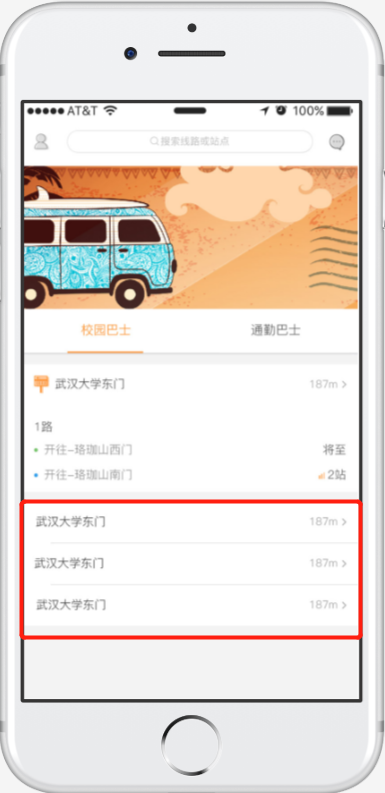 AT&T 100%
搜索线路或站点
校园巴士 通勤巴士
武汉大学东门 187m
1路
开往-珞珈山西门 将至
开往-珞珈山南门 2站
武汉大学东门 187m
武汉大学东门 187m
武汉大学东门 187m